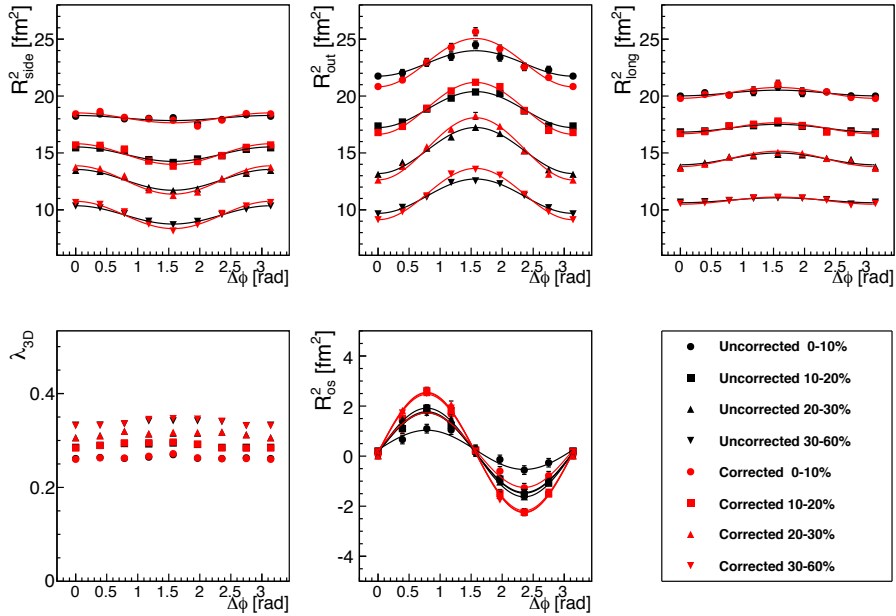 R²side [fm²]
25
20
15
10
0 0.5 1 1.5 2 2.5 3
Δϕ [rad]
R²out [fm²]
25
20
15
10
0 0.5 1 1.5 2 2.5 3
Δϕ [rad]
R²long [fm²]
25
20
15
10
0 0.5 1 1.5 2 2.5 3
Δϕ [rad]
λ3D
0.4
0.2
0
0 0.5 1 1.5 2 2.5 3
Δϕ [rad]
R²os [fm²]
4
2
0
-2
-4
0 0.5 1 1.5 2 2.5 3
Δϕ [rad]
Uncorrected 0-10%
Uncorrected 10-20%
Uncorrected 20-30%
Uncorrected 30-60%
Corrected 0-10%
Corrected 10-20%
Corrected 20-30%
Corrected 30-60%